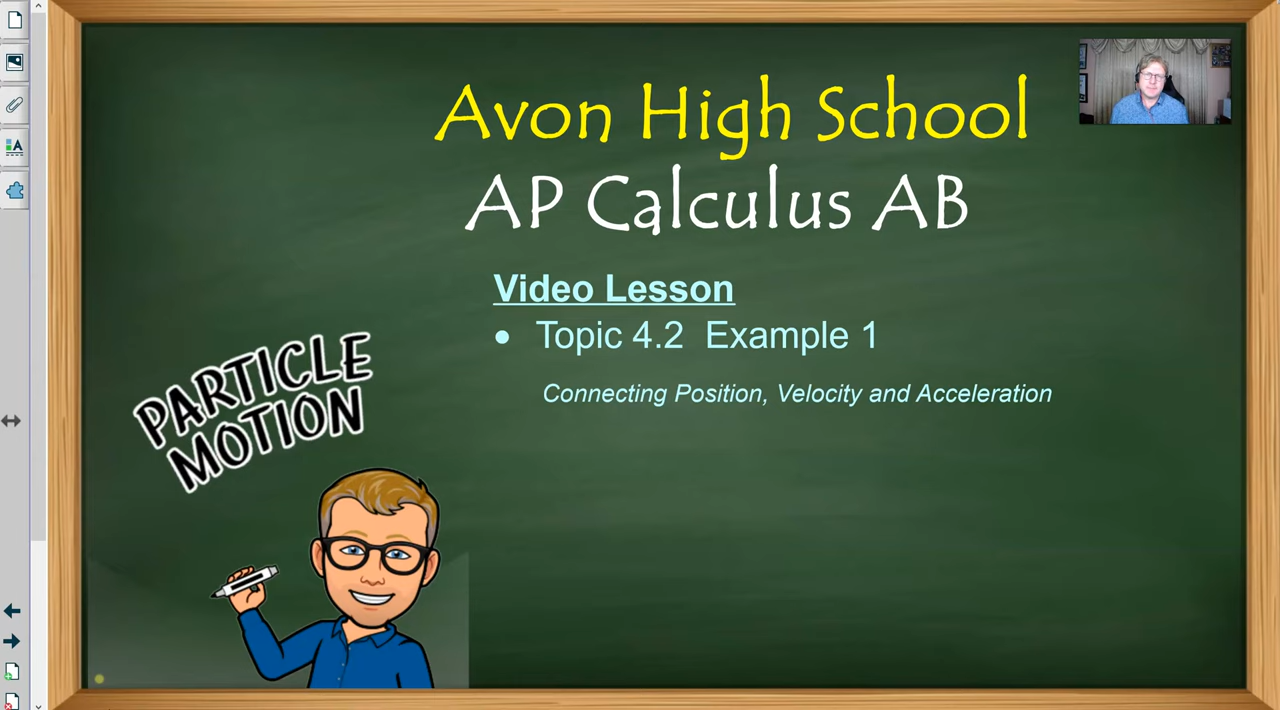 Avon High School
AP Calculus AB
Video Lesson
• Topic 4.2 Example 1
Connecting Position, Velocity and Acceleration
PARTICLE
MOTION
A